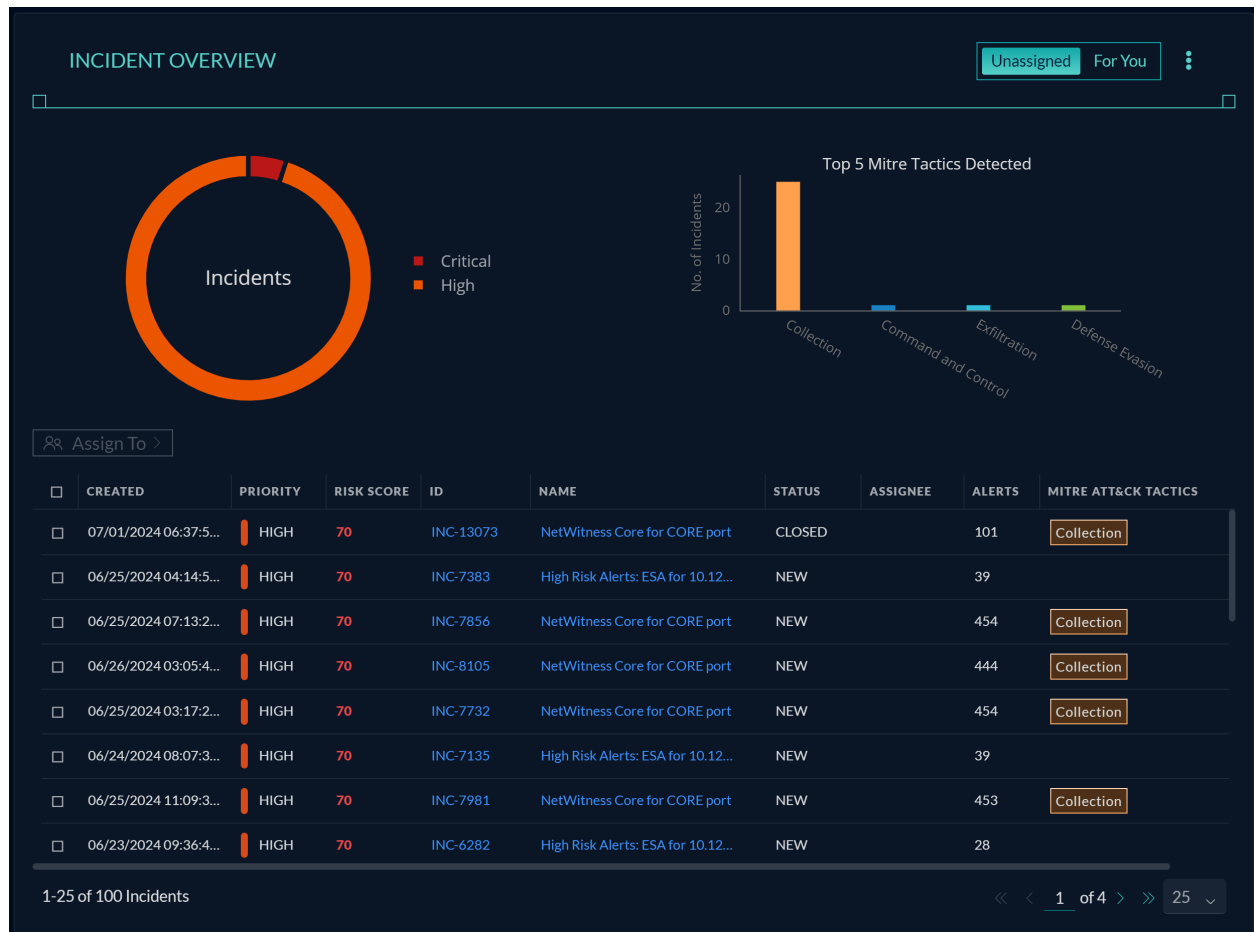 INCIDENT OVERVIEW
Unassigned For You
Incidents
Critical
High
Top 5 Mitre Tactics Detected
No. of Incidents
20
10
0
Collection
Command and Control
Exfiltration
Defense Evasion
Assign To >
CREATED PRIORITY RISK SCORE ID NAME STATUS ASSIGNEE ALERTS MITRE ATT&CK TACTICS
07/01/2024 06:37:5... HIGH 70 INC-13073 NetWitness Core for CORE port CLOSED 101 Collection
06/25/2024 04:14:5... HIGH 70 INC-7383 High Risk Alerts: ESA for 10.12... NEW 39
06/25/2024 07:13:2... HIGH 70 INC-7856 NetWitness Core for CORE port NEW 454 Collection
06/26/2024 03:05:4... HIGH 70 INC-8105 NetWitness Core for CORE port NEW 444 Collection
06/25/2024 03:17:2... HIGH 70 INC-7732 NetWitness Core for CORE port NEW 454 Collection
06/24/2024 08:07:3... HIGH 70 INC-7135 High Risk Alerts: ESA for 10.12... NEW 39
06/25/2024 11:09:3... HIGH 70 INC-7981 NetWitness Core for CORE port NEW 453 Collection
06/23/2024 09:36:4... HIGH 70 INC-6282 High Risk Alerts: ESA for 10.12... NEW 28
1-25 of 100 Incidents « < 1 of 4 > » 25